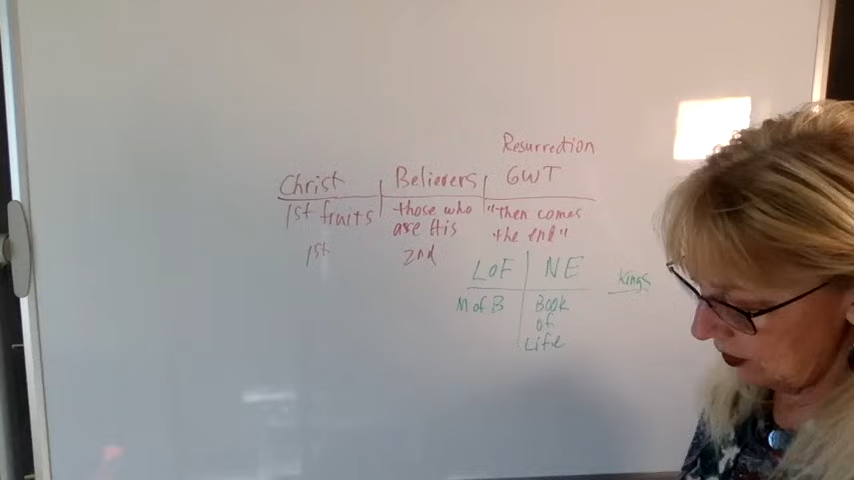 Resurrection
Christ Believers GWT
1st fruits those who "then comes
are His the end"
1st 2nd
LoF NE Kings
M of B Book
of
Life